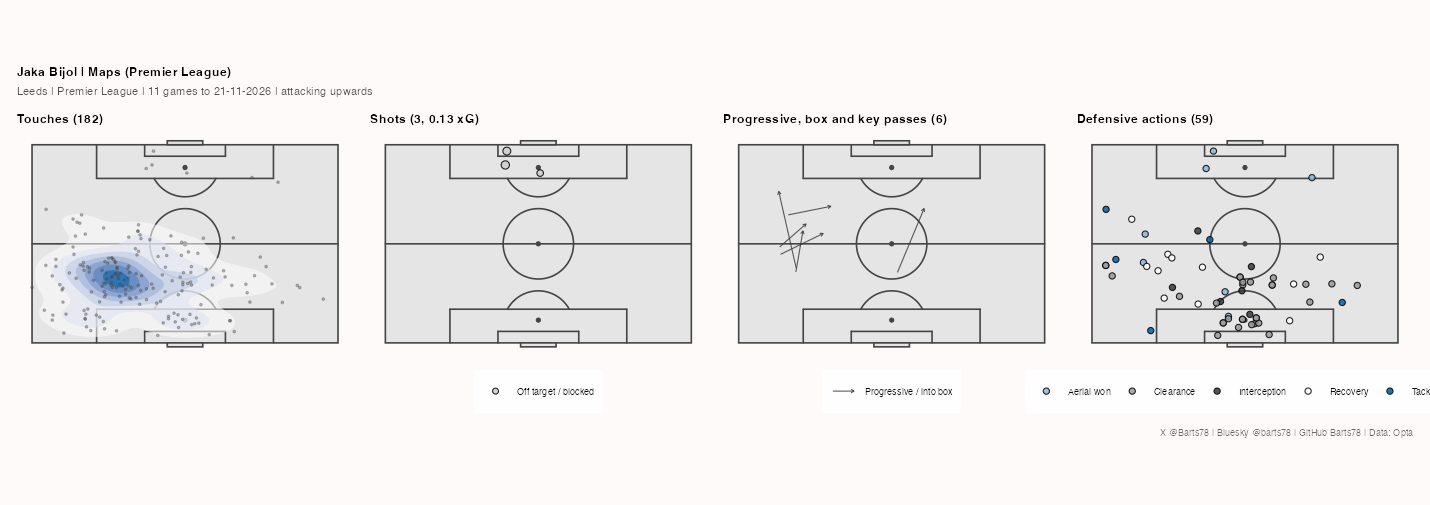 Jaka Bijol | Maps (Premier League)
Leeds | Premier League | 11 games to 21-11-2026 | attacking upwards
Touches (182)
Shots (3, 0.13 xG)
Progressive, box and key passes (6)
Defensive actions (59)
Off target / blocked
Progressive / into box
Aerial won
Clearance
Interception
Recovery
Tack
X @Barts78 | Bluesky @barts78 | GitHub Barts78 | Data: Opta